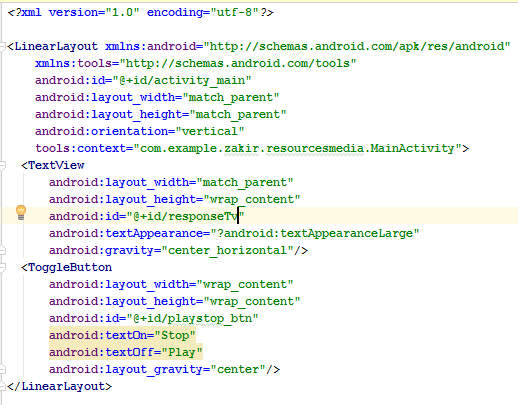 <?xml version="1.0" encoding="utf-8"?>
<LinearLayout xmlns:android="http://schemas.android.com/apk/res/android"
xmlns:tools="http://schemas.android.com/tools"
android:id="@+id/activity_main"
android:layout_width="match_parent"
android:layout_height="match_parent"
android:orientation="vertical"
tools:context="com.example.zakir.resourcesmedia.MainActivity">
<TextView
android:layout_width="match_parent"
android:layout_height="wrap_content"
android:id="@+id/responseTv"
android:textAppearance="?android:textAppearanceLarge"
android:gravity="center_horizontal"/>
<ToggleButton
android:layout_width="wrap_content"
android:layout_height="wrap_content"
android:id="@+id/playstop_btn"
android:textOn="Stop"
android:textOff="Play"
android:layout_gravity="center"/>
</LinearLayout>